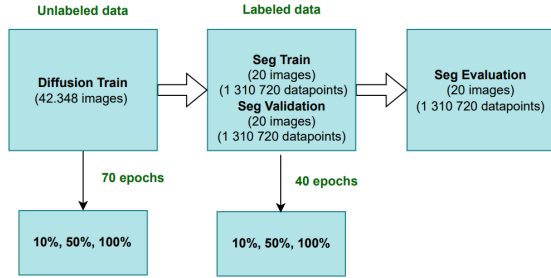 Unlabeled data
Labeled data
Diffusion Train
(42.348 images)
Seg Train
(20 images)
(1 310 720 datapoints)
Seg Validation
(20 images)
(1 310 720 datapoints)
Seg Evaluation
(20 images)
(1 310 720 datapoints)
70 epochs
40 epochs
10%, 50%, 100%
10%, 50%, 100%